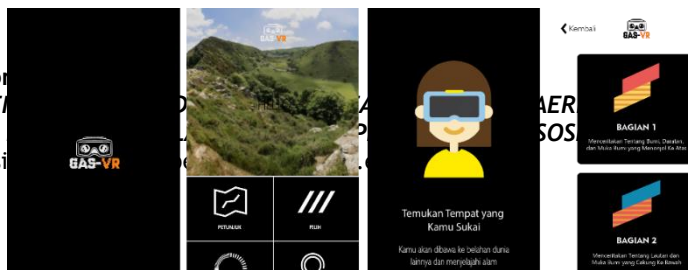 GAS-VR
GAS-VR
PETUNJUK
PILIH
Temukan Tempat yang
Kamu Sukai
Kamu akan dibawa ke belahan dunia
lainnya dan menjelajahi alam
Kembali
GAS-VR
BAGIAN 1
Menceritakan Tentang Bumi, Daratan,
dan Muka Bumi yang Menonjol Ke Atas
BAGIAN 2
Menceritakan Tentang Lautan dan
Muka Bumi yang Cekung Ke Bawah